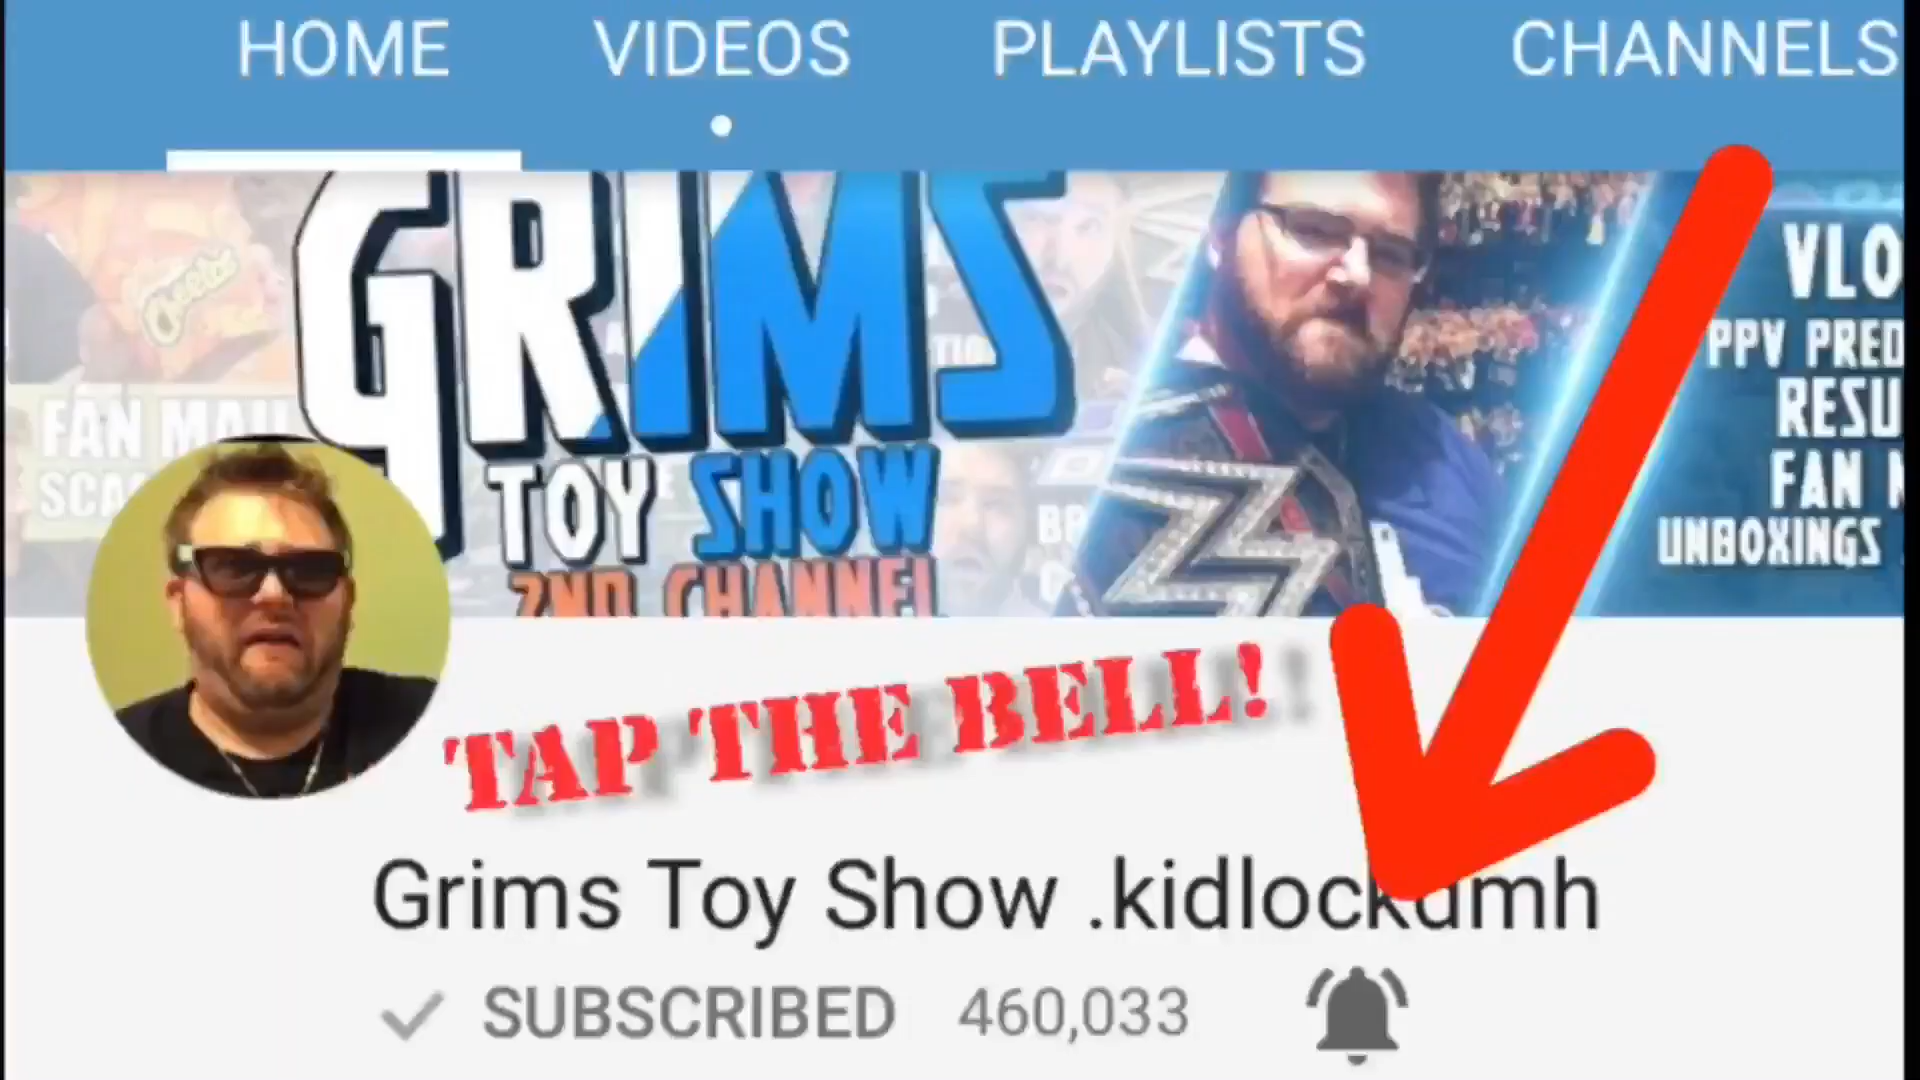 HOME VIDEOS PLAYLISTS CHANNELS
GRIMS
TOY SHOW
2ND CHANNEL
Cheetos
FAN MAIL
VLO
PPV PRED
RESU
FAN
UNBOXINGS
TAP THE BELL!
Grims Toy Show .kidlockdmh
SUBSCRIBED 460,033